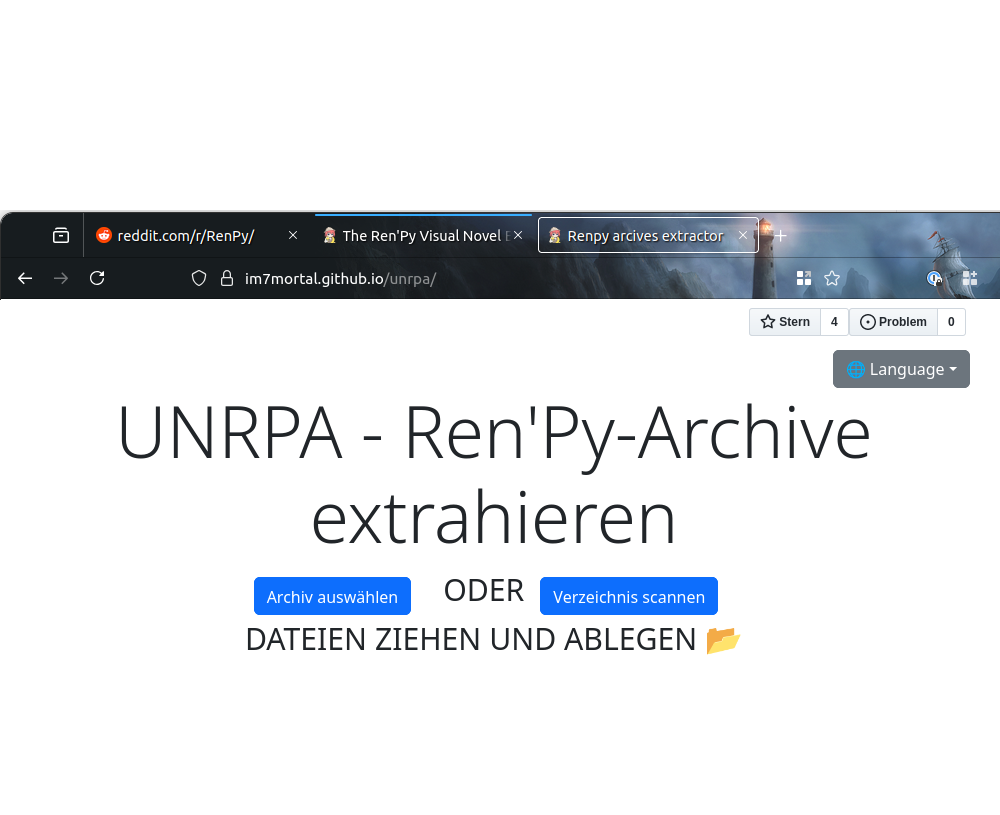 reddit.com/r/RenPy/
The Ren'Py Visual Novel
Renpy arcives extractor
im7mortal.github.io/unrpa/
Stern 4
Problem 0
Language
UNRPA - Ren'Py-Archive
extrahieren
Archiv auswählen ODER Verzeichnis scannen
DATEIEN ZIEHEN UND ABLEGEN